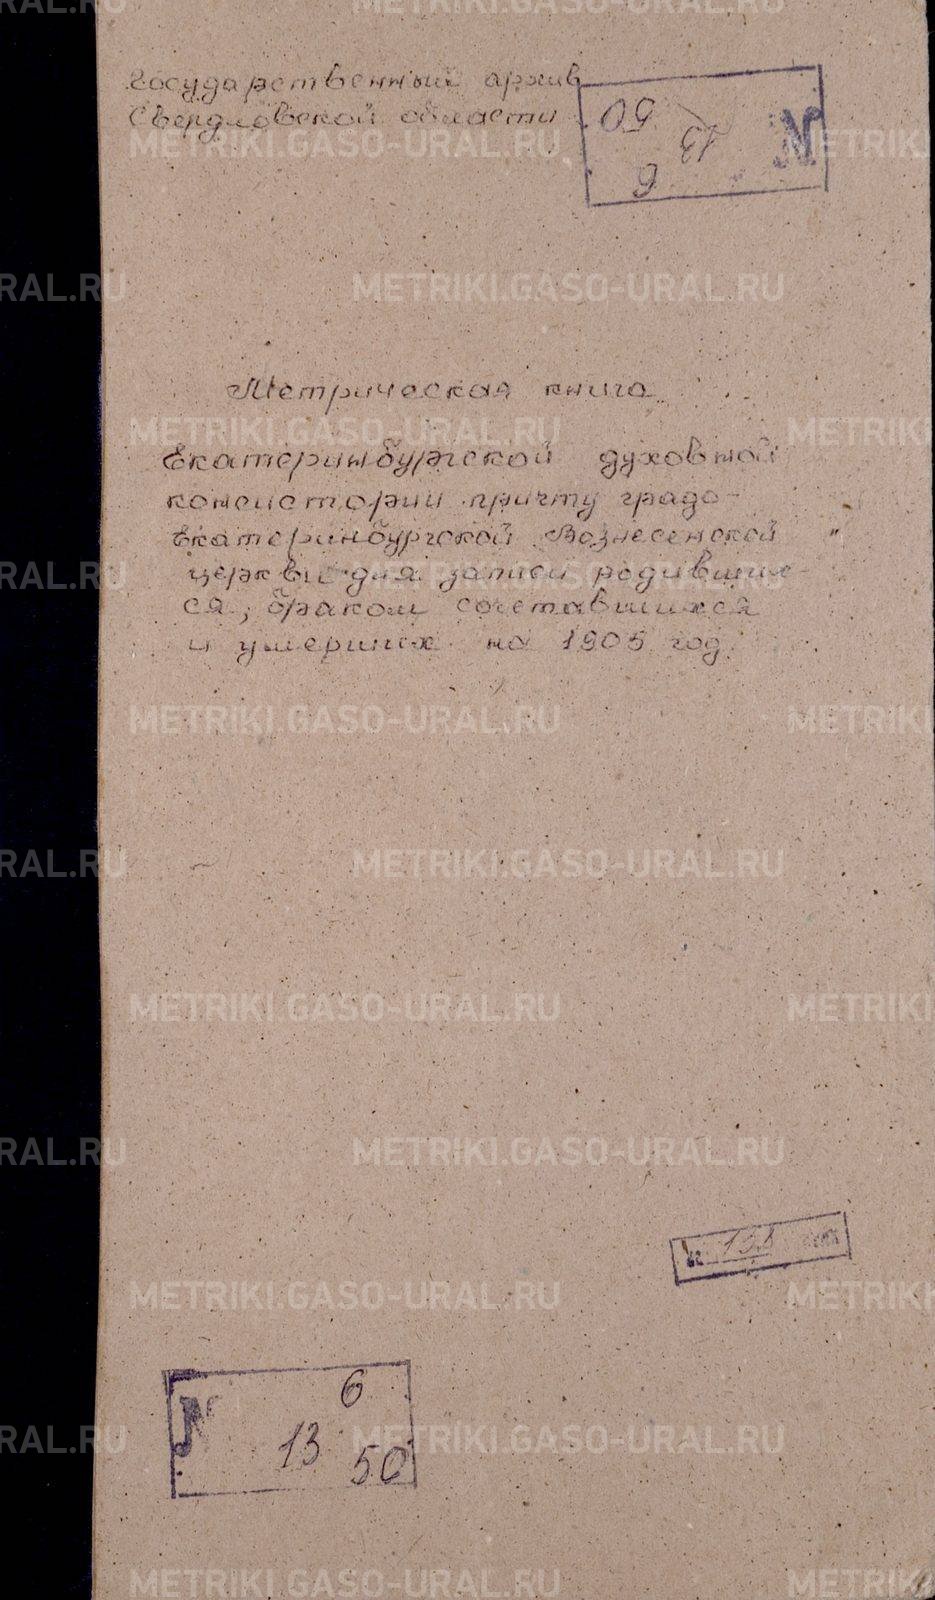 Государственный архив
Свердловской области
50
13
6
N
Метрическая книга
Екатеринбургской духовной
консистории причту градо-
Екатеринбургской Вознесенской
церкви для записи родивших-
ся, браком сочетавшихся
и умерших на 1905 год
N
6
13
50
METRIKI.GASO-URAL.RU